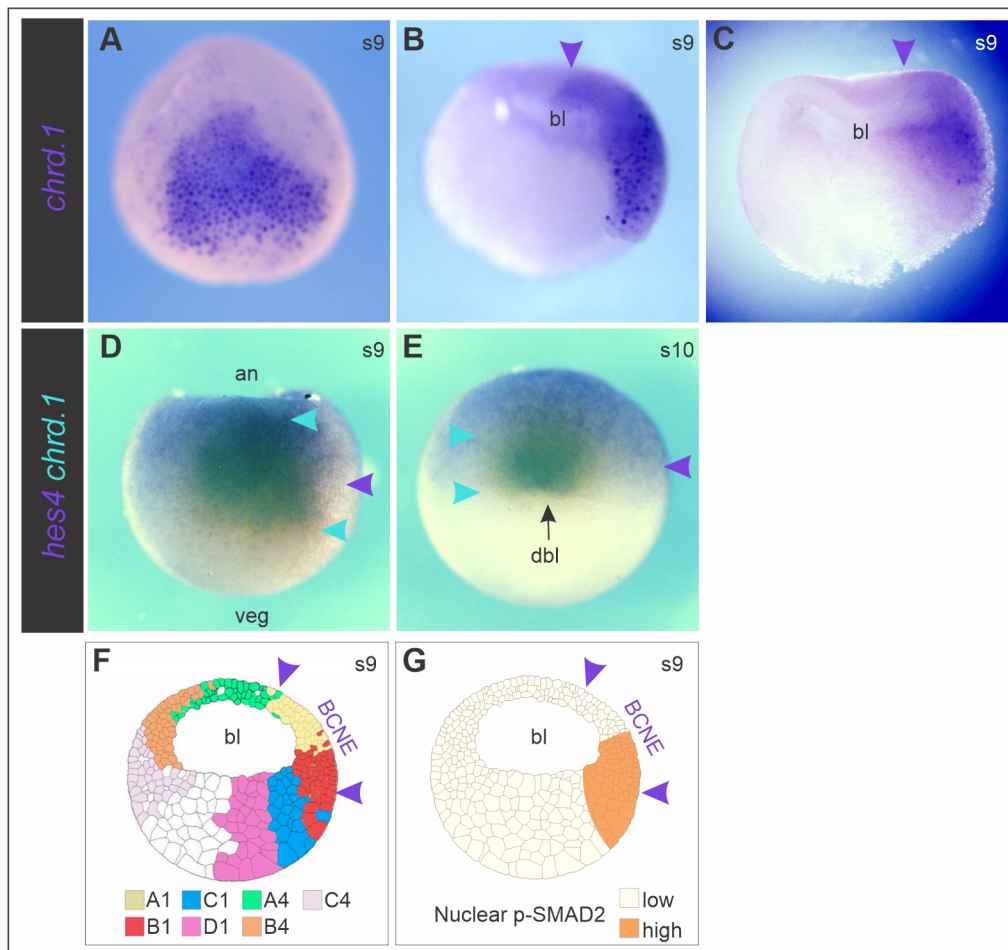 chrd.1
A
s9
B
s9
bl
C
s9
bl
hes4 chrd.1
D
s9
an
veg
E
s10
dbl
F
s9
bl
BCNE
A1 C1 A4 C4
B1 D1 B4
G
s9
bl
BCNE
Nuclear p-SMAD2
low
high